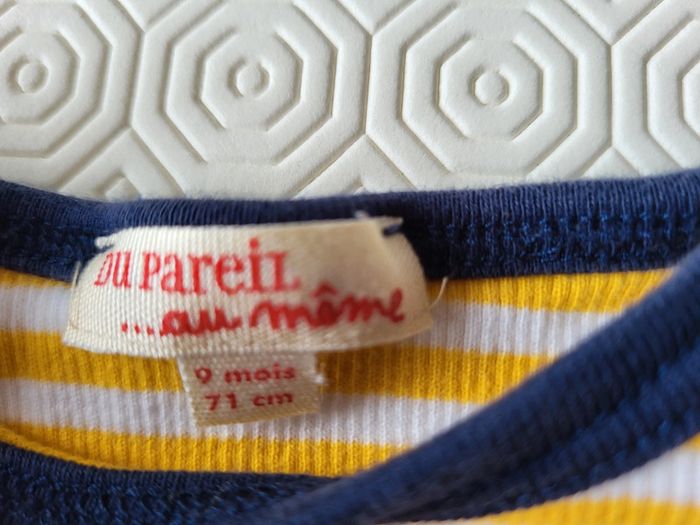 DU PAREIL
...au même
9 mois
71 cm